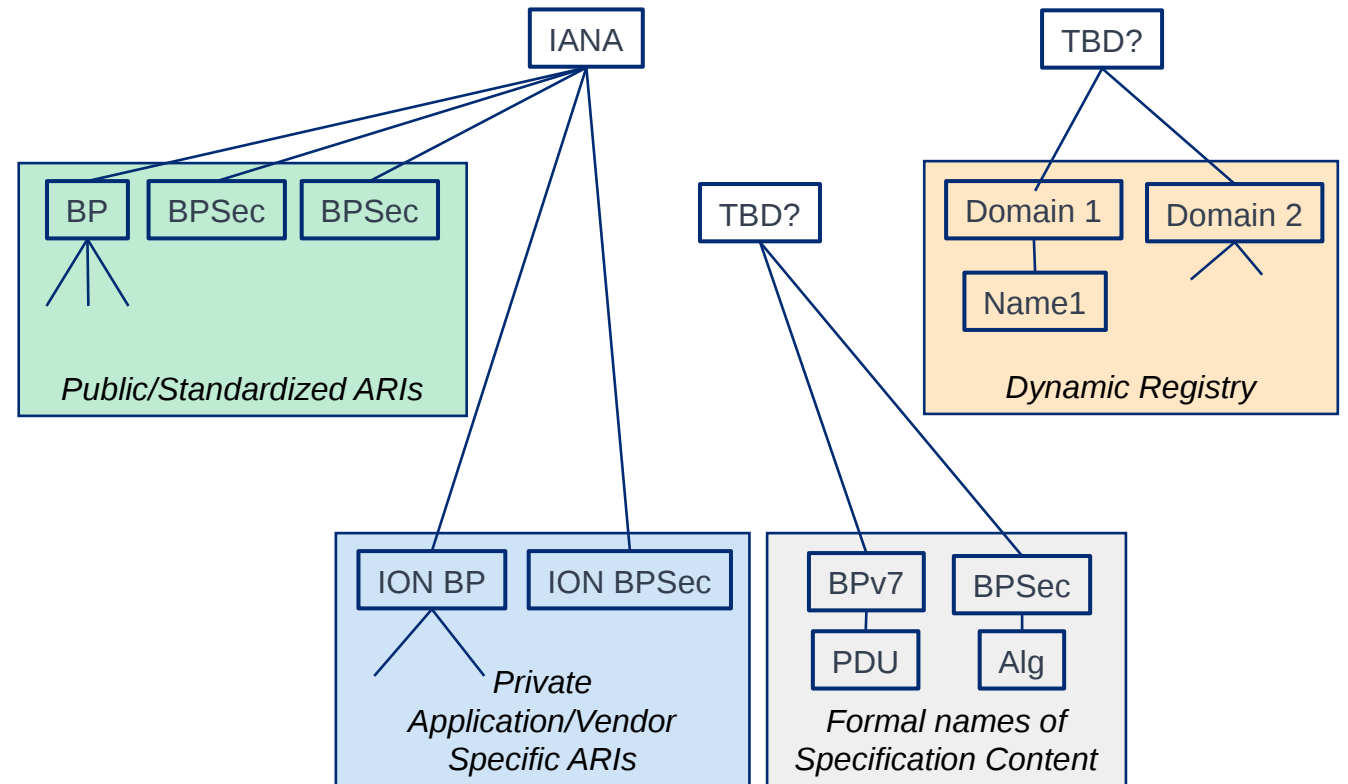 IANA
TBD?
BP
BPSec
BPSec
TBD?
Domain 1
Domain 2
Name1
Public/Standardized ARIs
Dynamic Registry
ION BP
ION BPSec
BPv7
BPSec
PDU
Alg
Private
Application/Vendor
Specific ARIs
Formal names of
Specification Content